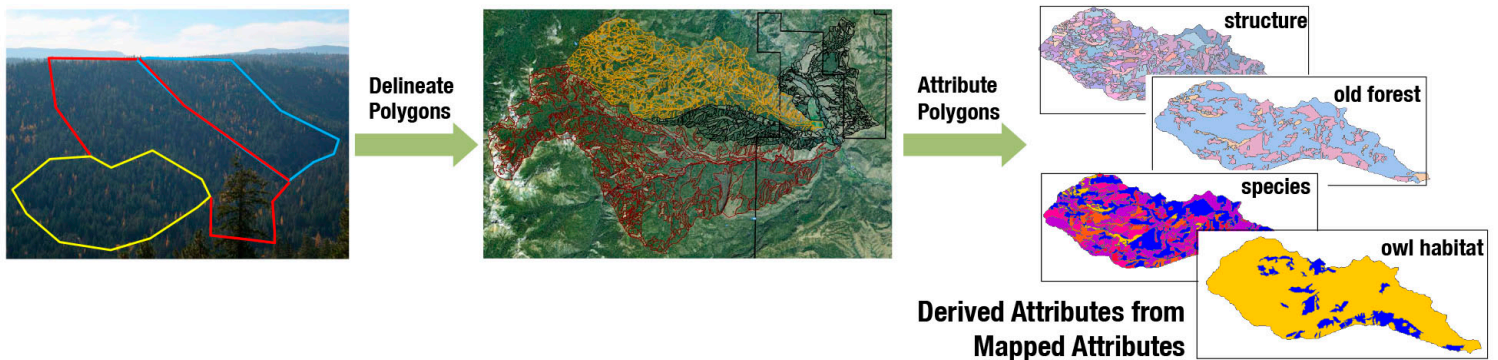 Delineate
Polygons
Attribute
Polygons
structure
old forest
species
owl habitat
Derived Attributes from
Mapped Attributes